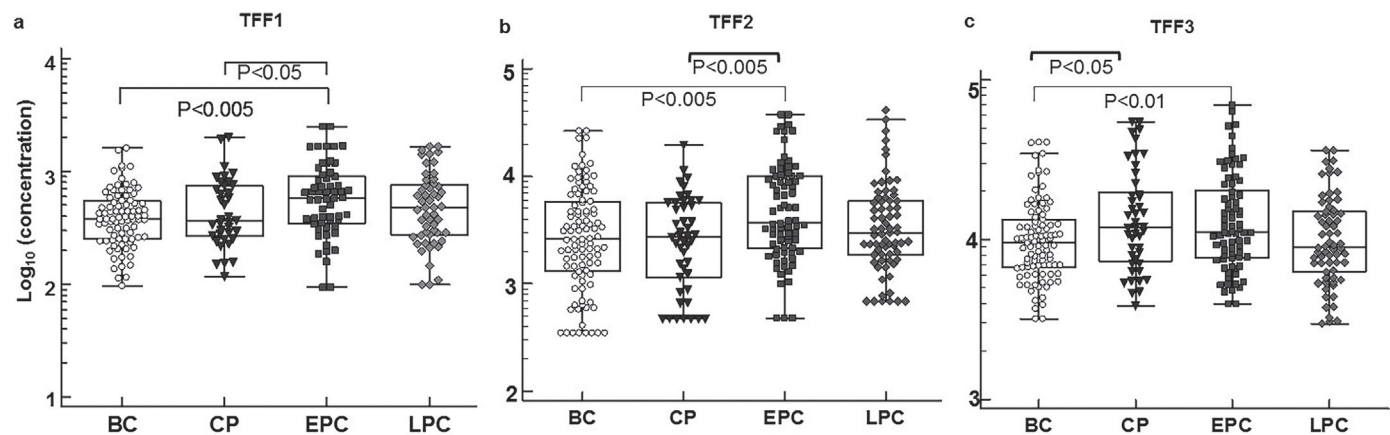 a
TFF1
Log10 (concentration)
4
3
2
1
P<0.05
P<0.005
BC CP EPC LPC
b
TFF2
5
4
3
2
P<0.005
P<0.005
BC CP EPC LPC
c
TFF3
5
4
3
P<0.05
P<0.01
BC CP EPC LPC